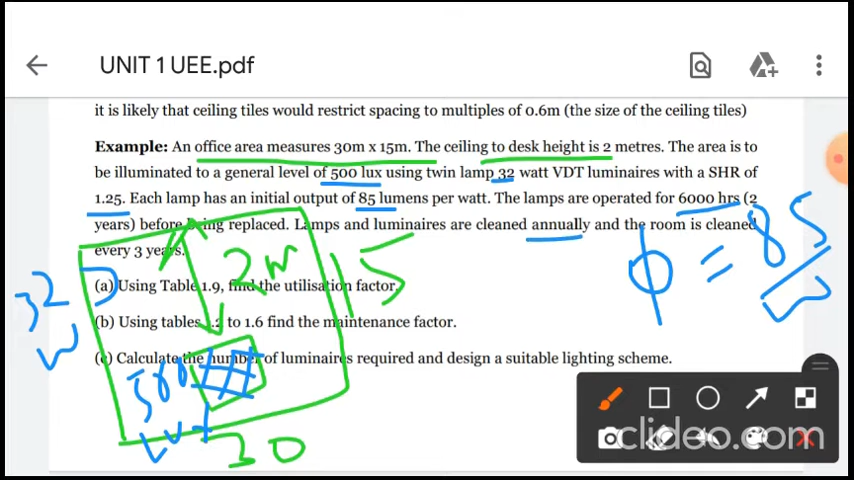 UNIT 1 UEE.pdf
it is likely that ceiling tiles would restrict spacing to multiples of 0.6m (the size of the ceiling tiles)
Example: An office area measures 30m x 15m. The ceiling to desk height is 2 metres. The area is to
be illuminated to a general level of 500 lux using twin lamp 32 watt VDT luminaires with a SHR of
1.25. Each lamp has an initial output of 85 lumens per watt. The lamps are operated for 6000 hrs (2
years) before being replaced. Lamps and luminaires are cleaned annually and the room is cleaned
every 3 years.
(a) Using Table 1.9, find the utilisation factor.
(b) Using tables 1.2 to 1.6 find the maintenance factor.
(c) Calculate the number of luminaires required and design a suitable lighting scheme.
2m
15
30
32
W
500
lux
ϕ = 85
W
clideo.com